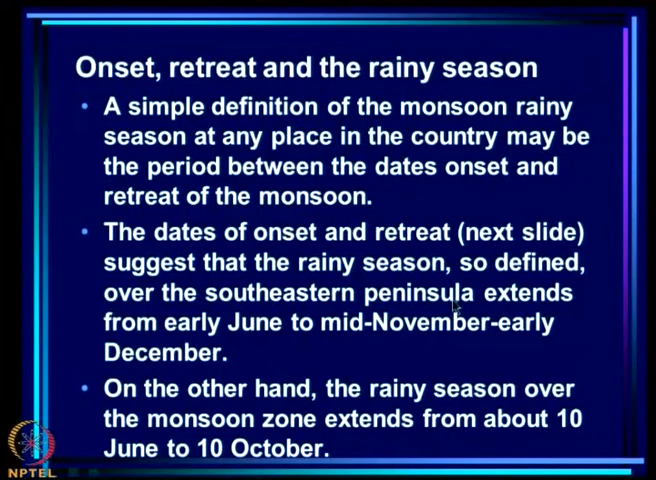 Onset, retreat and the rainy season
• A simple definition of the monsoon rainy
season at any place in the country may be
the period between the dates onset and
retreat of the monsoon.
• The dates of onset and retreat (next slide)
suggest that the rainy season, so defined,
over the southeastern peninsula extends
from early June to mid-November-early
December.
• On the other hand, the rainy season over
the monsoon zone extends from about 10
June to 10 October.
NPTEL